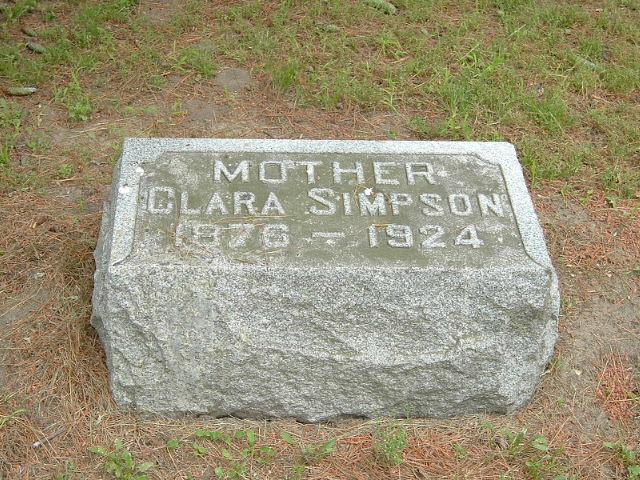 MOTHER
CLARA SIMPSON
1876 — 1924